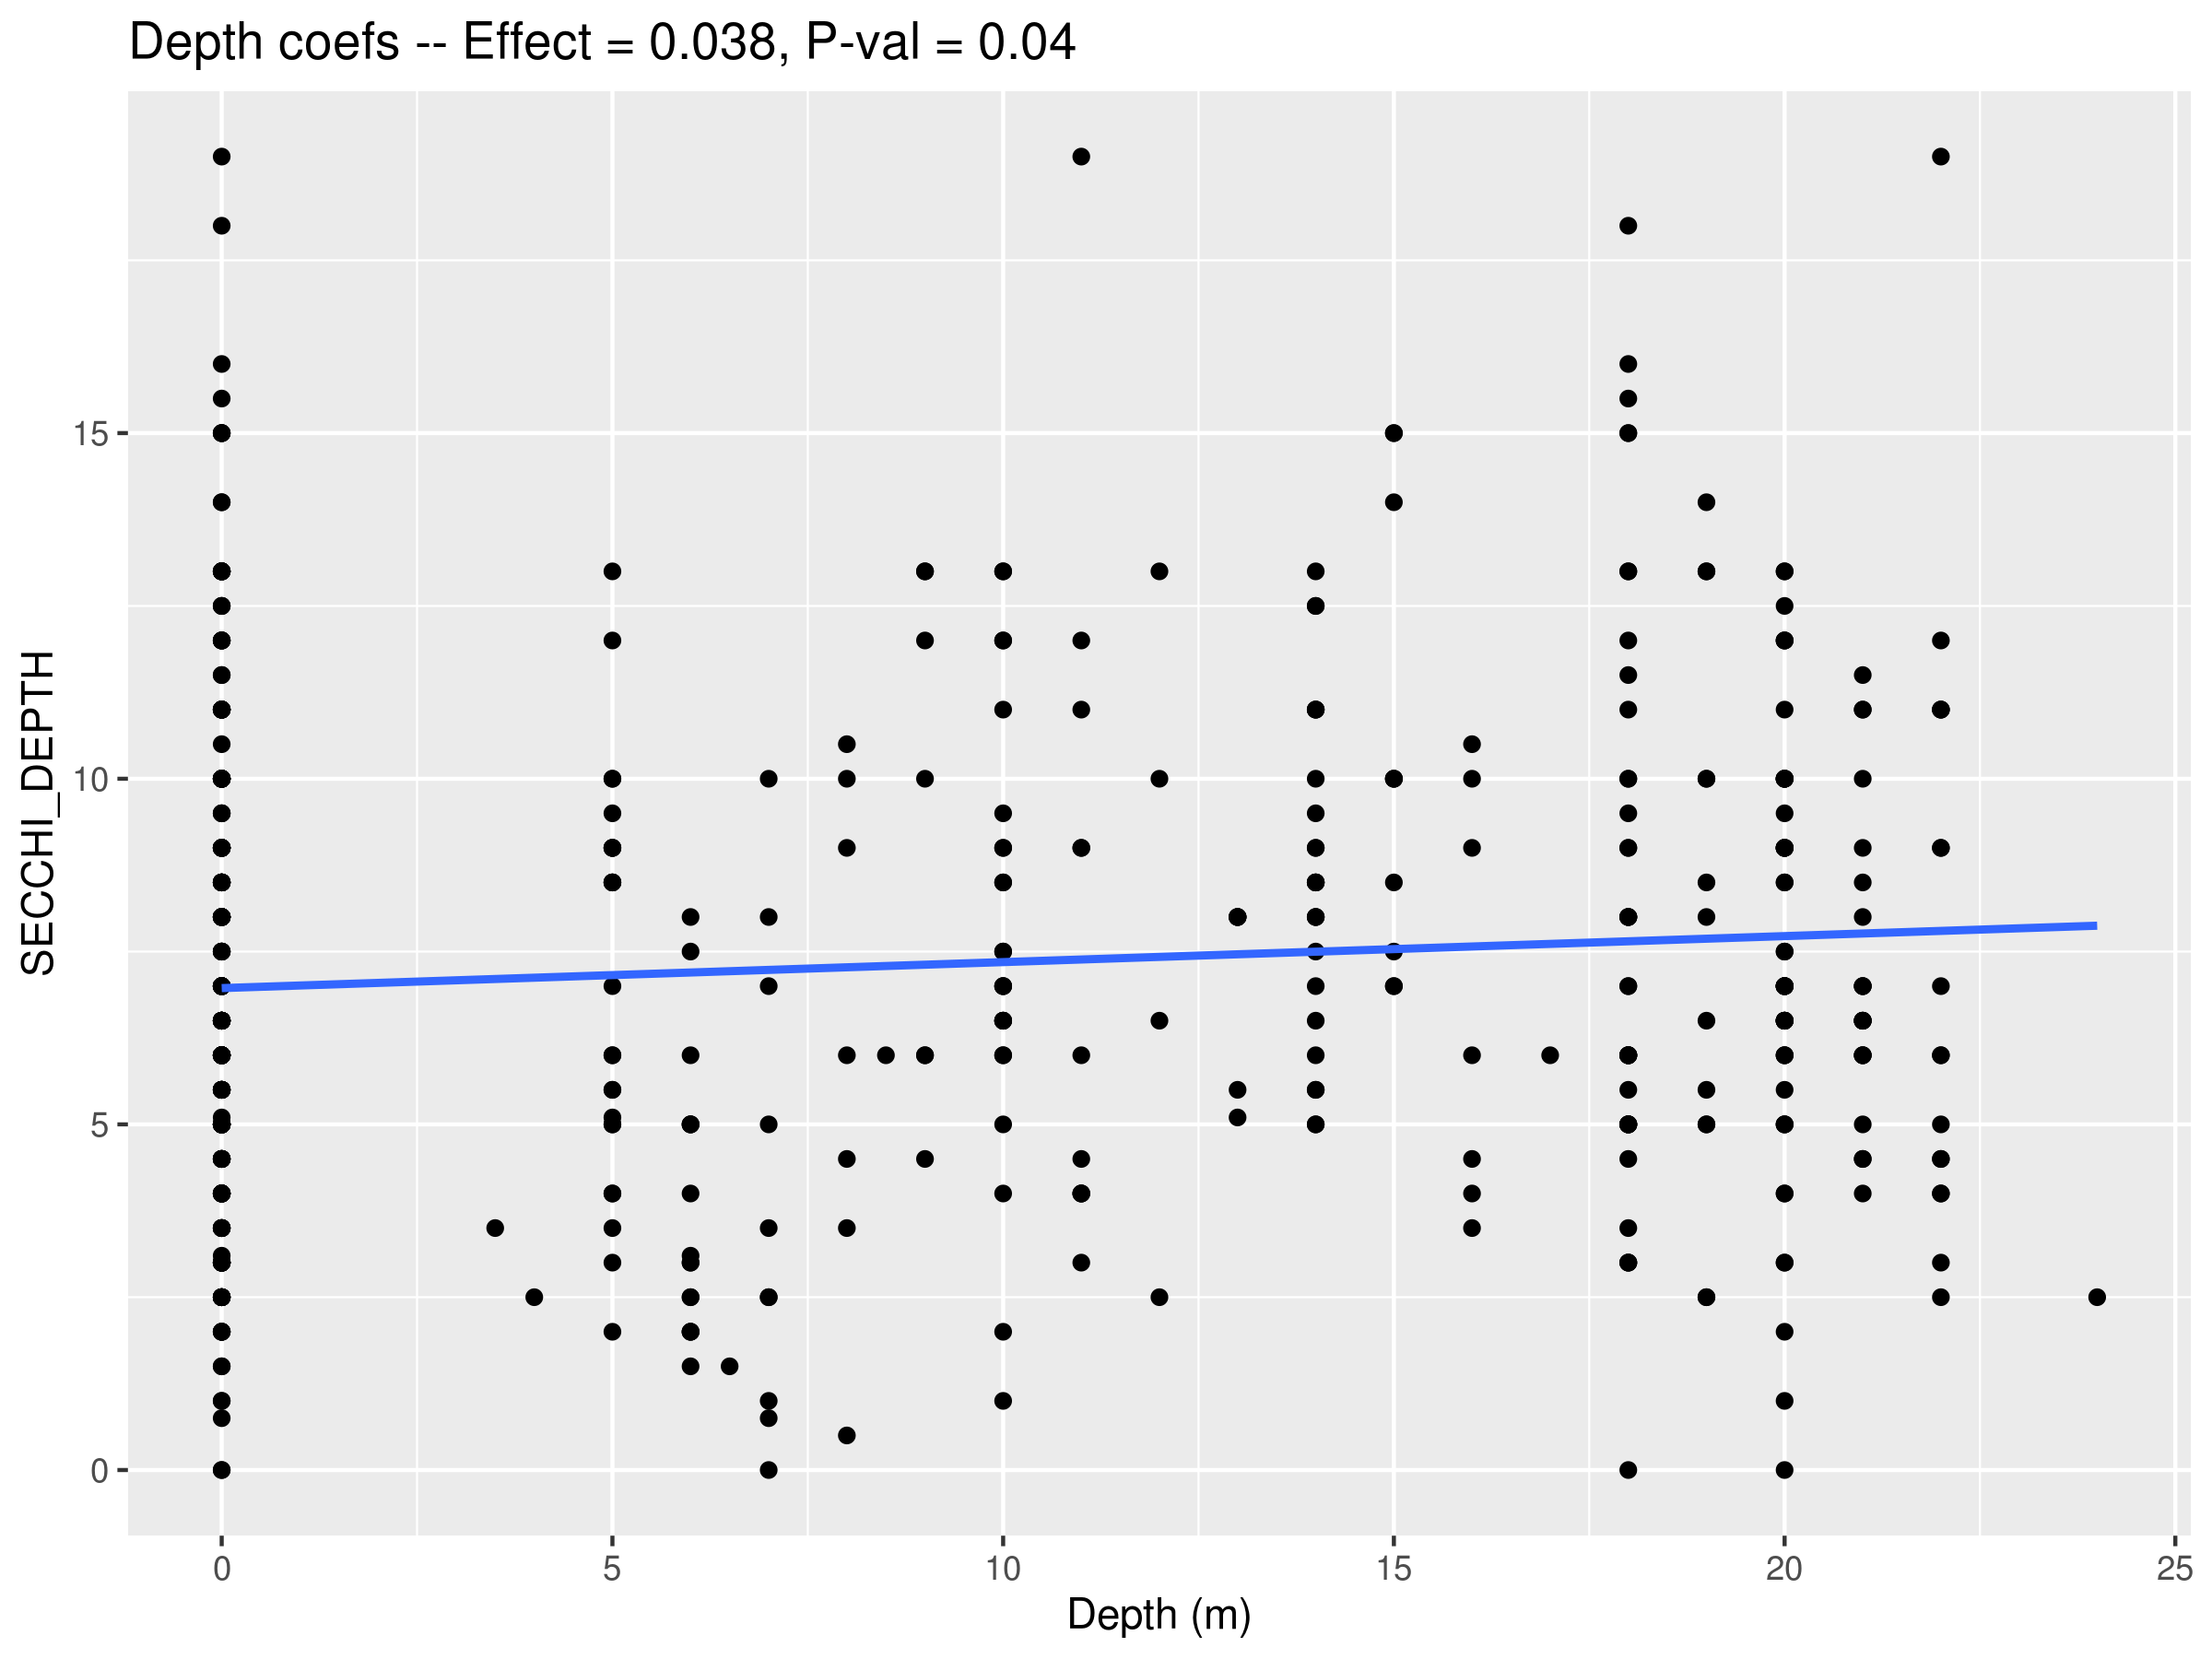 Depth coefs -- Effect = 0.038, P-val = 0.04
SECCHI_DEPTH
15
10
5
0
0 5 10 15 20 25
Depth (m)